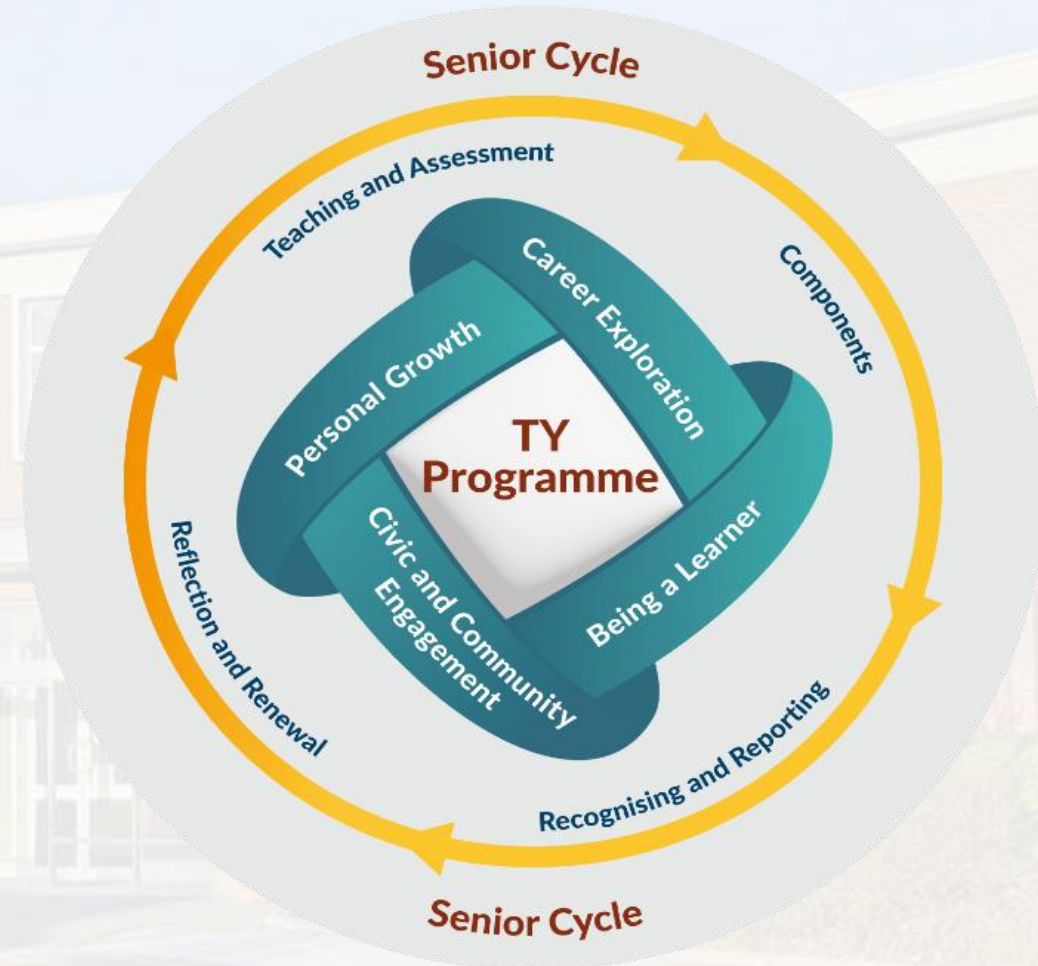 Senior Cycle
Teaching and Assessment
Components
Career Exploration
Personal Growth
TY
Programme
Being a Learner
Civic and Community
Engagement
Reflection and Renewal
Recognising and Reporting
Senior Cycle